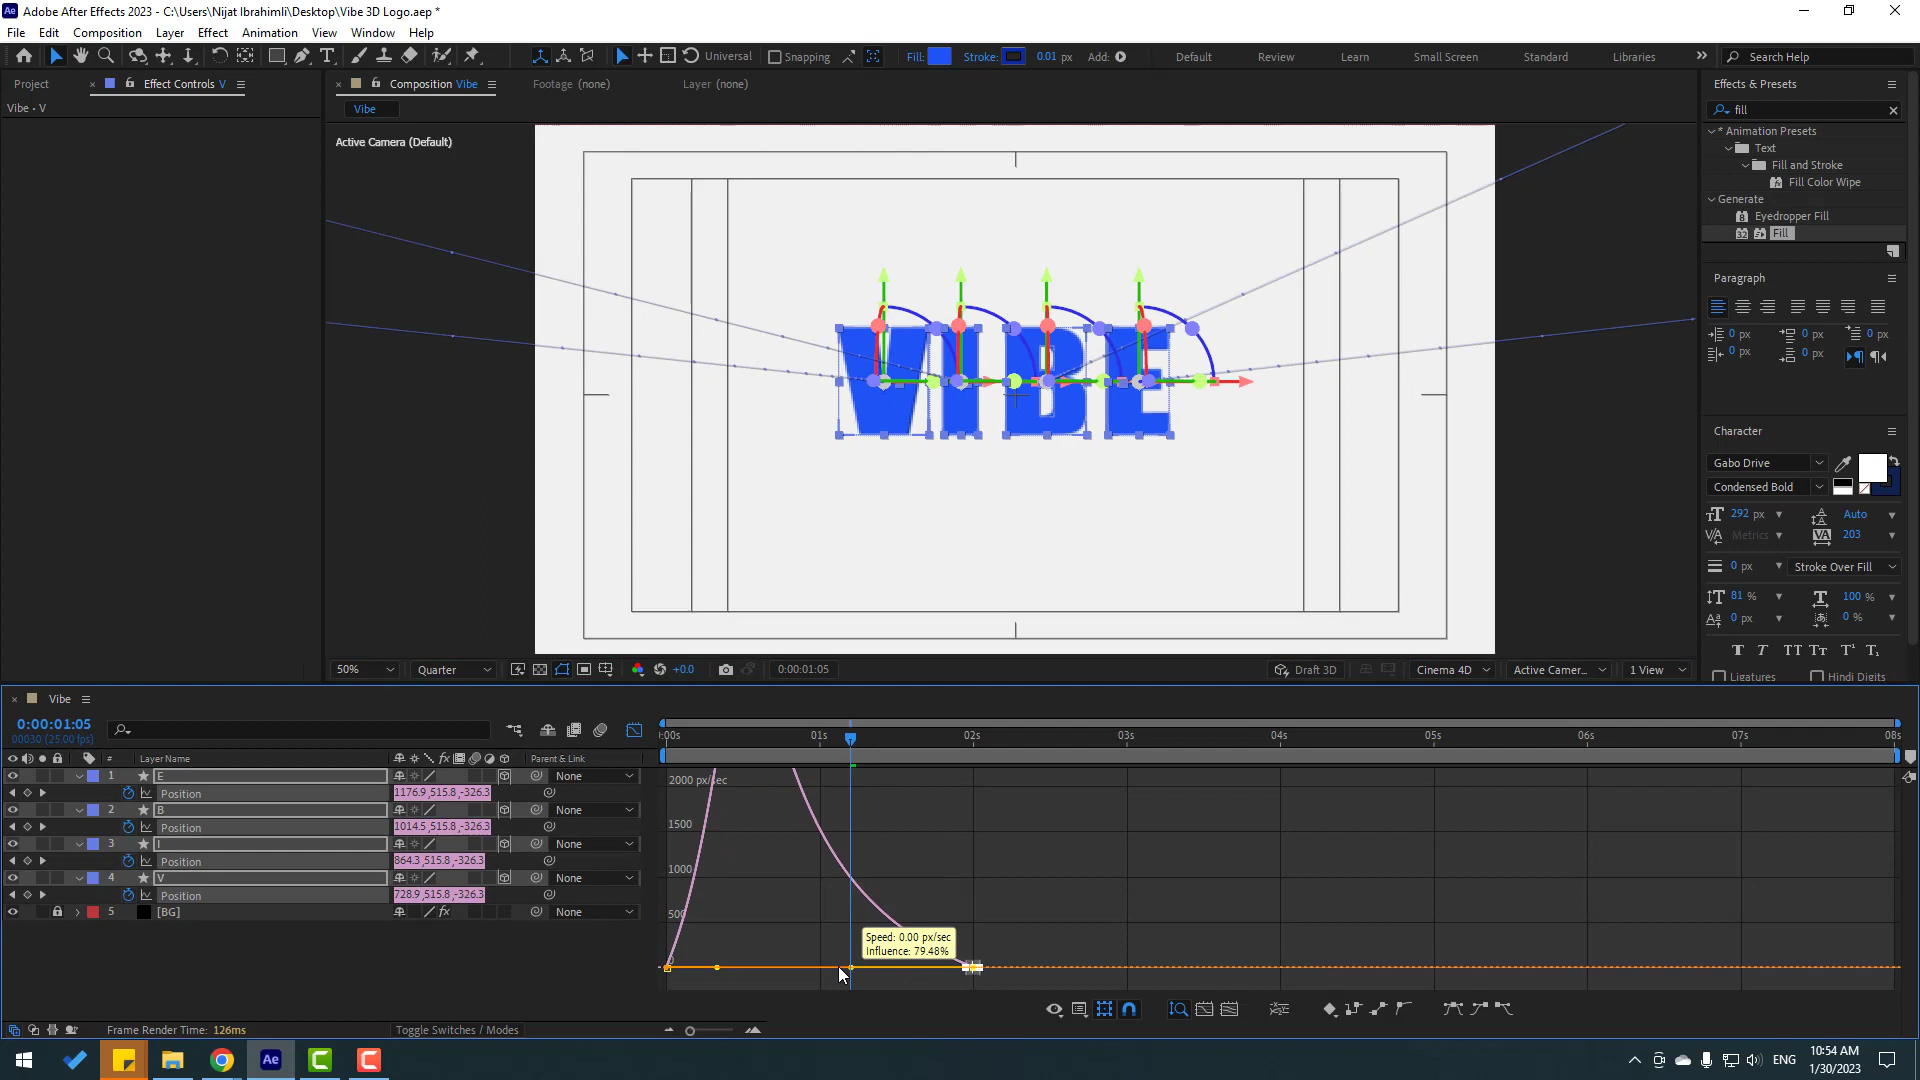 Adobe After Effects 2023 - C:\Users\Nijat Ibrahimli\Desktop\Vibe 3D Logo.aep *
File Edit Composition Layer Effect Animation View Window Help
Universal Snapping Fill: Stroke: 0.01 px Add: Default Review Learn Small Screen Standard Libraries Search Help
Project Effect Controls V Composition Vibe Footage (none) Layer (none) Effects & Presets
Vibe • V
Vibe
fill
* Animation Presets
Text
Fill and Stroke
Fill Color Wipe
Generate
Eyedropper Fill
Fill
Active Camera (Default)
VIBE
Paragraph
0 px 0 px 0 px
0 px 0 px
Character
Gabo Drive
Condensed Bold
292 px Auto
Metrics 203
0 px Stroke Over Fill
81 % 100 %
0 px 0 %
Ligatures Hindi Digits
50% Quarter +0.0 0:00:01:05 Draft 3D Cinema 4D Active Camer... 1 View
Vibe
0:00:01:05
00030 (25.00 fps)
:00s 01s 02s 03s 04s 05s 06s 07s 08s
# Layer Name Parent & Link
1 E None
Position 1176.9,515.8,-326.3
2 B None
Position 1014.5,515.8,-326.3
3 I None
Position 864.3,515.8,-326.3
4 V None
Position 728.9,515.8,-326.3
5 [BG] None
2000 px/sec
1500
1000
500
0
Speed: 0.00 px/sec
Influence: 79.48%
Frame Render Time: 126ms Toggle Switches / Modes
ENG
10:54 AM
1/30/2023